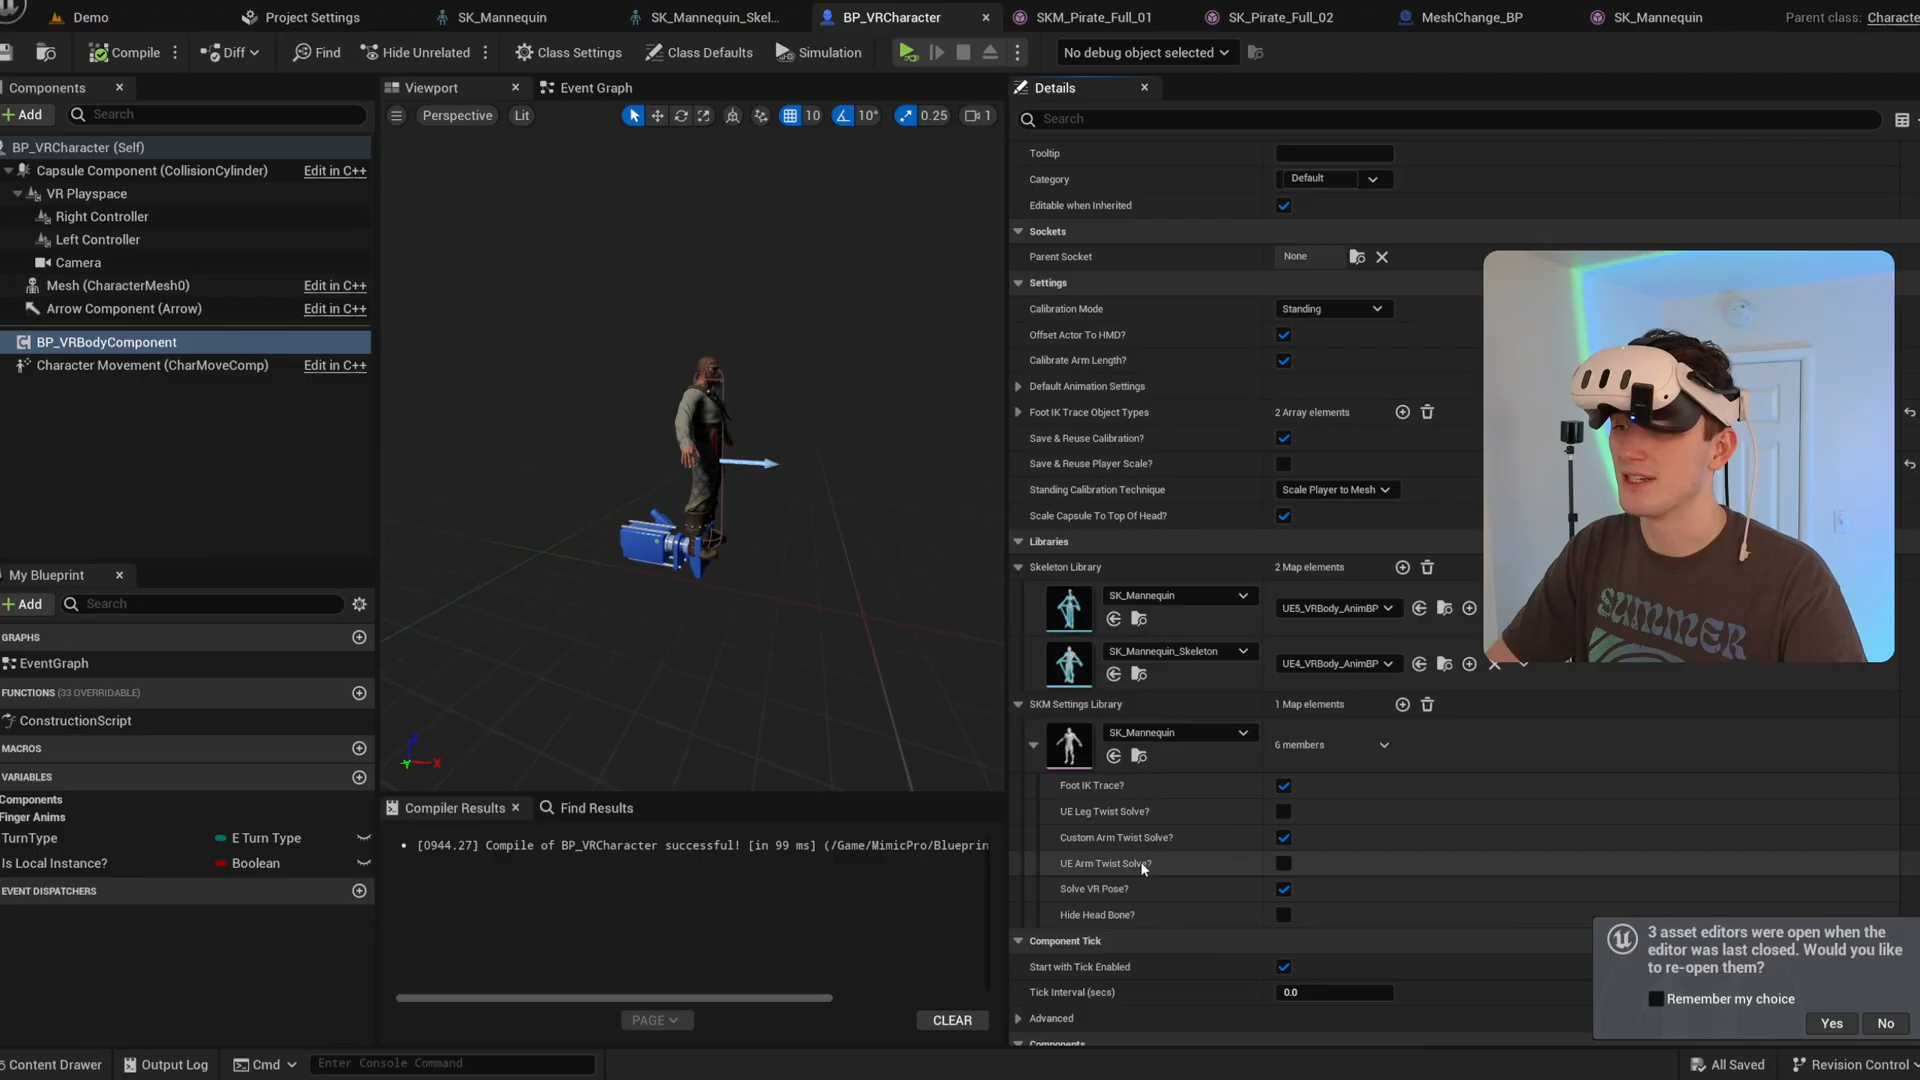 Demo
Project Settings
SK_Mannequin
SK_Mannequin_Skel...
BP_VRCharacter
SKM_Pirate_Full_01
SK_Pirate_Full_02
MeshChange_BP
SK_Mannequin
Parent class: Characte
Compile
Diff
Find
Hide Unrelated
Class Settings
Class Defaults
Simulation
No debug object selected
Components
Viewport
Event Graph
Details
+ Add
Search
Perspective
Lit
10
10°
0.25
1
Search
BP_VRCharacter (Self)
Capsule Component (CollisionCylinder)
Edit in C++
VR Playspace
Right Controller
Left Controller
Camera
Mesh (CharacterMesh0)
Edit in C++
Arrow Component (Arrow)
Edit in C++
BP_VRBodyComponent
Character Movement (CharMoveComp)
Edit in C++
Tooltip
Category
Default
Editable when Inherited
Sockets
Parent Socket
None
Settings
Calibration Mode
Standing
Offset Actor To HMD?
Calibrate Arm Length?
Default Animation Settings
Foot IK Trace Object Types
2 Array elements
Save & Reuse Calibration?
Save & Reuse Player Scale?
Standing Calibration Technique
Scale Player to Mesh
Scale Capsule To Top Of Head?
Libraries
Skeleton Library
2 Map elements
SK_Mannequin
UE5_VRBody_AnimBP
SK_Mannequin_Skeleton
UE4_VRBody_AnimBP
SKM Settings Library
1 Map elements
SK_Mannequin
6 members
Foot IK Trace?
UE Leg Twist Solve?
Custom Arm Twist Solve?
UE Arm Twist Solve?
Solve VR Pose?
Hide Head Bone?
Component Tick
Start with Tick Enabled
Tick Interval (secs)
0.0
Advanced
Components
SUMMER
My Blueprint
+ Add
Search
GRAPHS
EventGraph
FUNCTIONS (33 OVERRIDABLE)
ConstructionScript
MACROS
VARIABLES
Components
Finger Anims
TurnType
E Turn Type
Is Local Instance?
Boolean
EVENT DISPATCHERS
Z
X
Y
Compiler Results
Find Results
[0944.27] Compile of BP_VRCharacter successful! [in 99 ms] (/Game/MimicPro/Blueprin
PAGE
CLEAR
3 asset editors were open when the
editor was last closed. Would you like
to re-open them?
Remember my choice
Yes
No
Content Drawer
Output Log
Cmd
Enter Console Command
All Saved
Revision Control